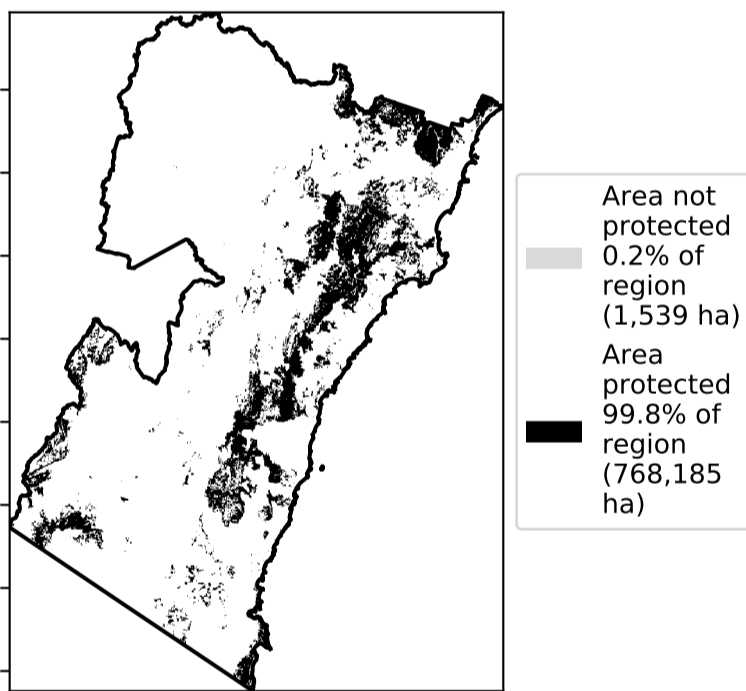 Area not
protected
0.2% of
region
(1,539 ha)
Area
protected
99.8% of
region
(768,185
ha)